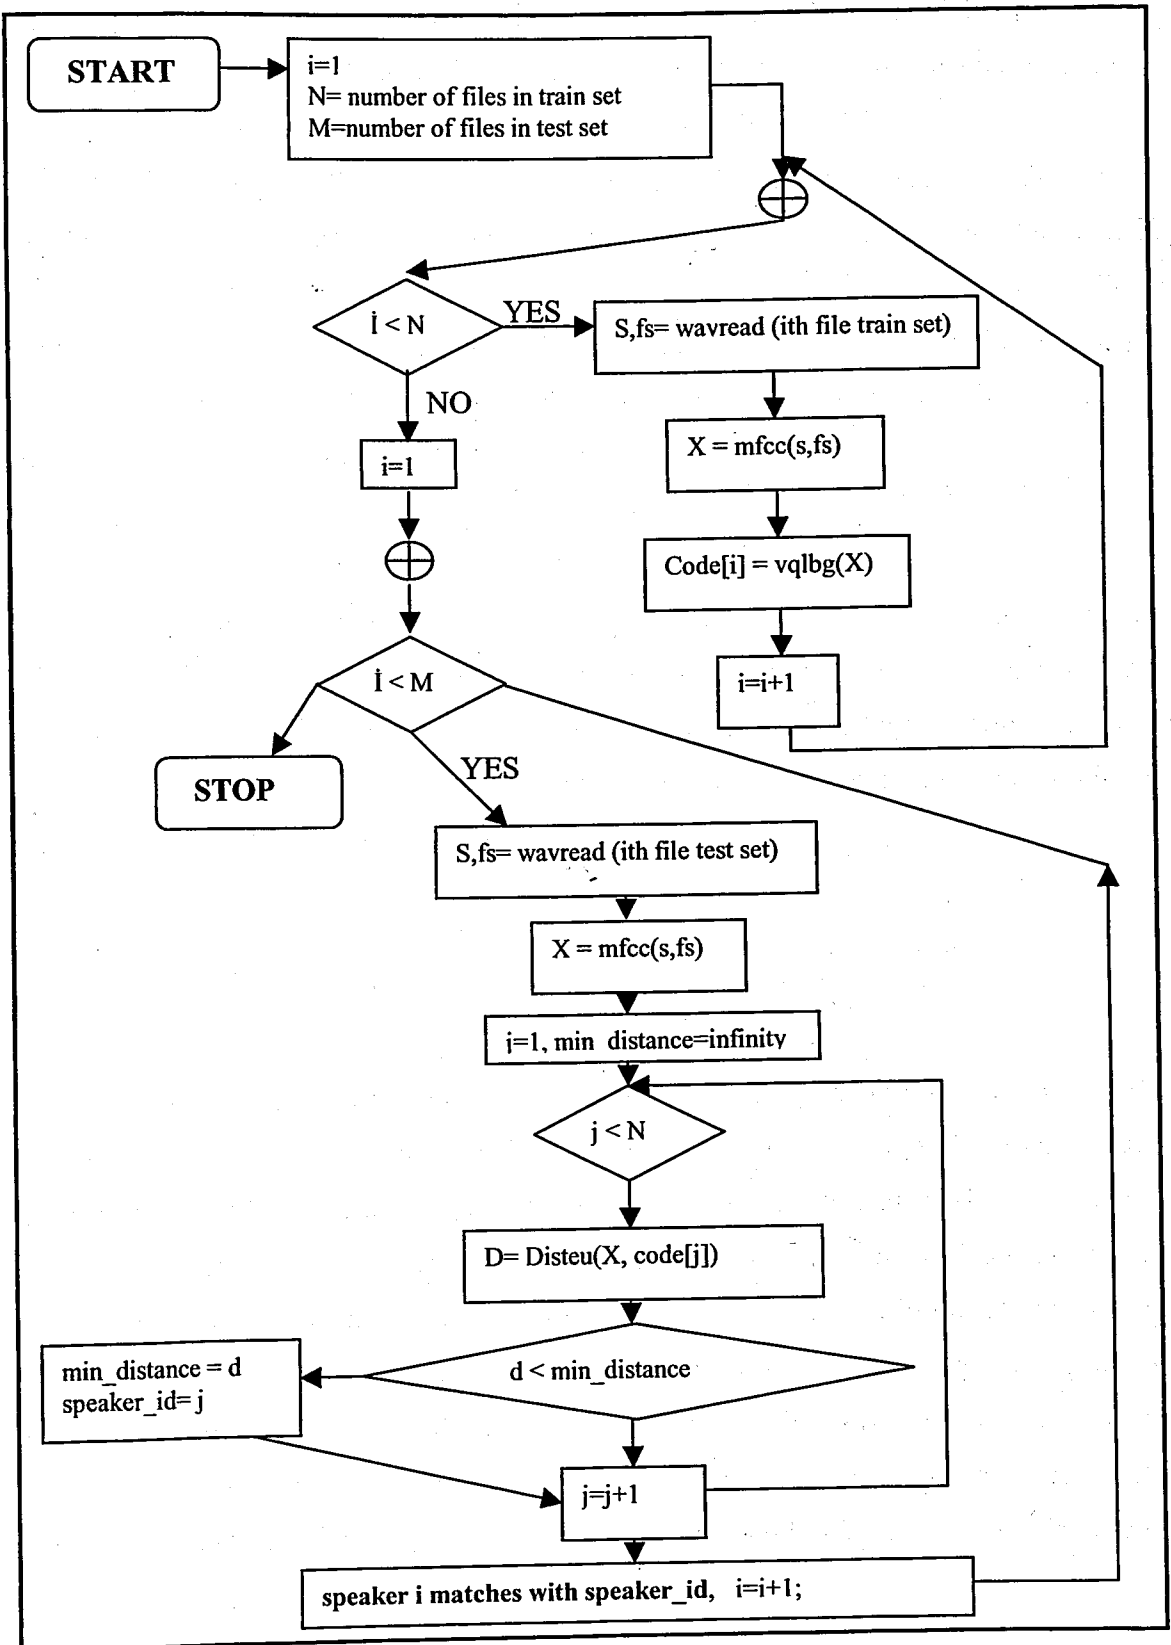 START
i=1
N= number of files in train set
M=number of files in test set
İ < N
YES
S,fs= wavread (ith file train set)
NO
X = mfcc(s,fs)
i=1
Code[i] = vqlbg(X)
İ < M
i=i+1
STOP
YES
S,fs= wavread (ith file test set)
X = mfcc(s,fs)
j=1, min_distance=infinity
j < N
D= Disteu(X, code[j])
d < min_distance
min_distance = d
speaker_id= j
j=j+1
speaker i matches with speaker_id, i=i+1;